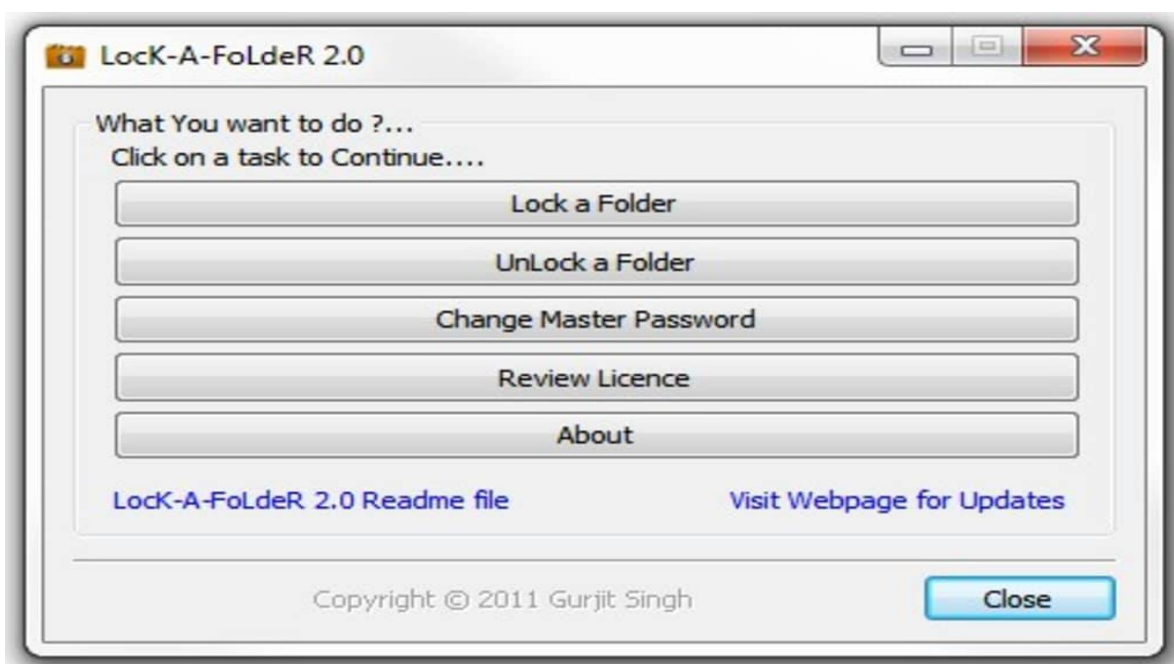 LocK-A-FoLdeR 2.0
What You want to do ?...
Click on a task to Continue....
Lock a Folder
UnLock a Folder
Change Master Password
Review Licence
About
LocK-A-FoLdeR 2.0 Readme file
Visit Webpage for Updates
Copyright © 2011 Gurjit Singh
Close